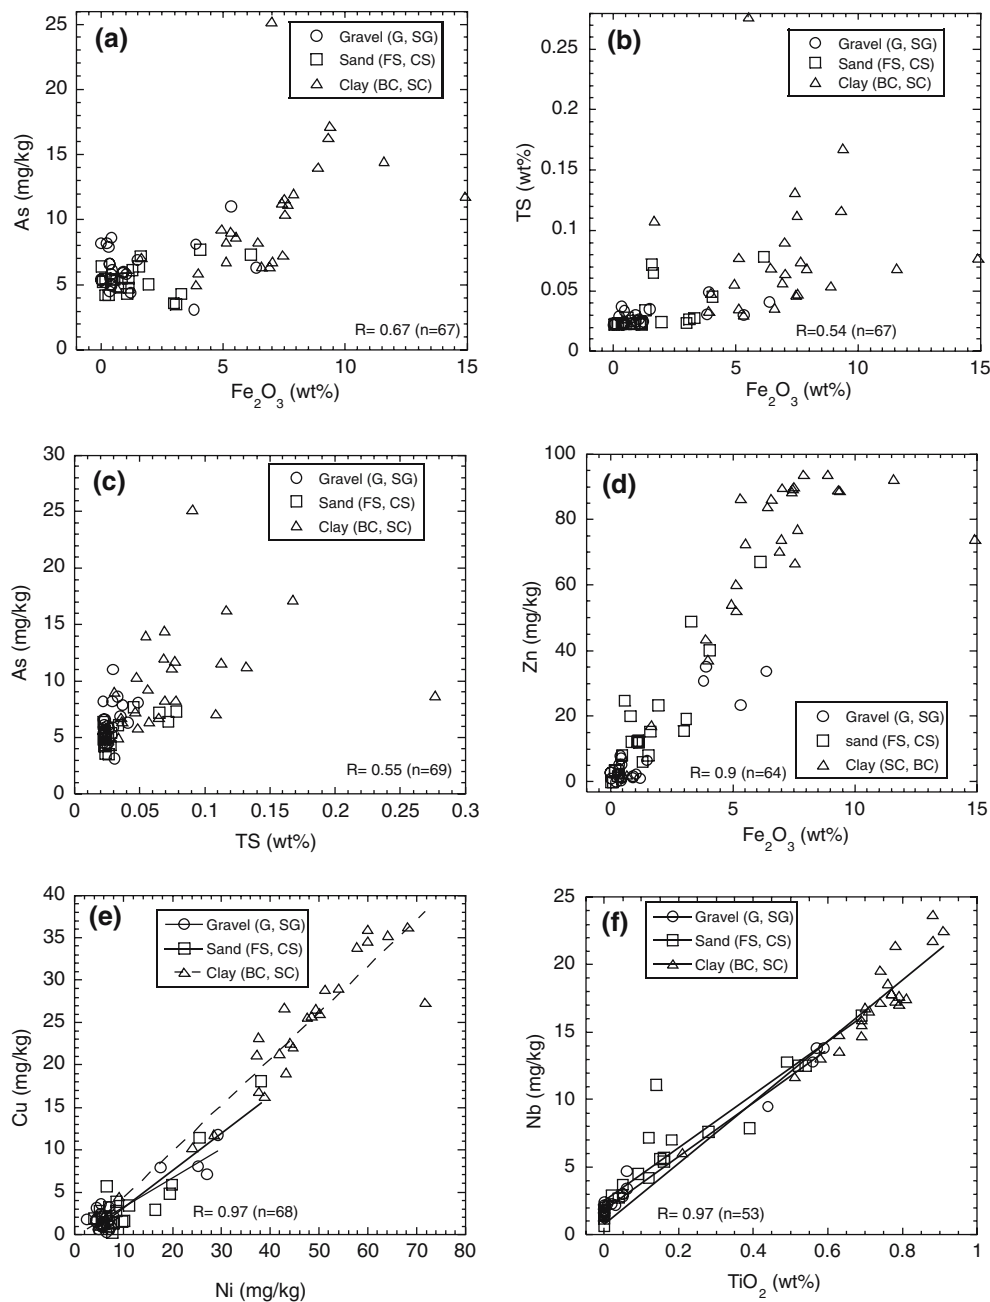 (a)
Gravel (G, SG)
Sand (FS, CS)
Clay (BC, SC)
25
20
15
10
5
0
As (mg/kg)
R= 0.67 (n=67)
0 5 10 15
Fe2O3 (wt%)
(b)
Gravel (G, SG)
Sand (FS, CS)
Clay (BC, SC)
0.25
0.2
0.15
0.1
0.05
0
TS (wt%)
R=0.54 (n=67)
0 5 10 15
Fe2O3 (wt%)
(c)
Gravel (G, SG)
Sand (FS, CS)
Clay (BC, SC)
30
25
20
15
10
5
0
As (mg/kg)
R= 0.55 (n=69)
0 0.05 0.1 0.15 0.2 0.25 0.3
TS (wt%)
(d)
100
80
60
40
20
0
Zn (mg/kg)
Gravel (G, SG)
sand (FS, CS)
Clay (SC, BC)
R= 0.9 (n=64)
0 5 10 15
Fe2O3 (wt%)
(e)
Gravel (G, SG)
Sand (FS, CS)
Clay (BC, SC)
40
35
30
25
20
15
10
5
0
Cu (mg/kg)
R= 0.97 (n=68)
0 10 20 30 40 50 60 70 80
Ni (mg/kg)
(f)
Gravel (G, SG)
Sand (FS, CS)
Clay (BC, SC)
25
20
15
10
5
0
Nb (mg/kg)
R= 0.97 (n=53)
0 0.2 0.4 0.6 0.8 1
TiO2 (wt%)